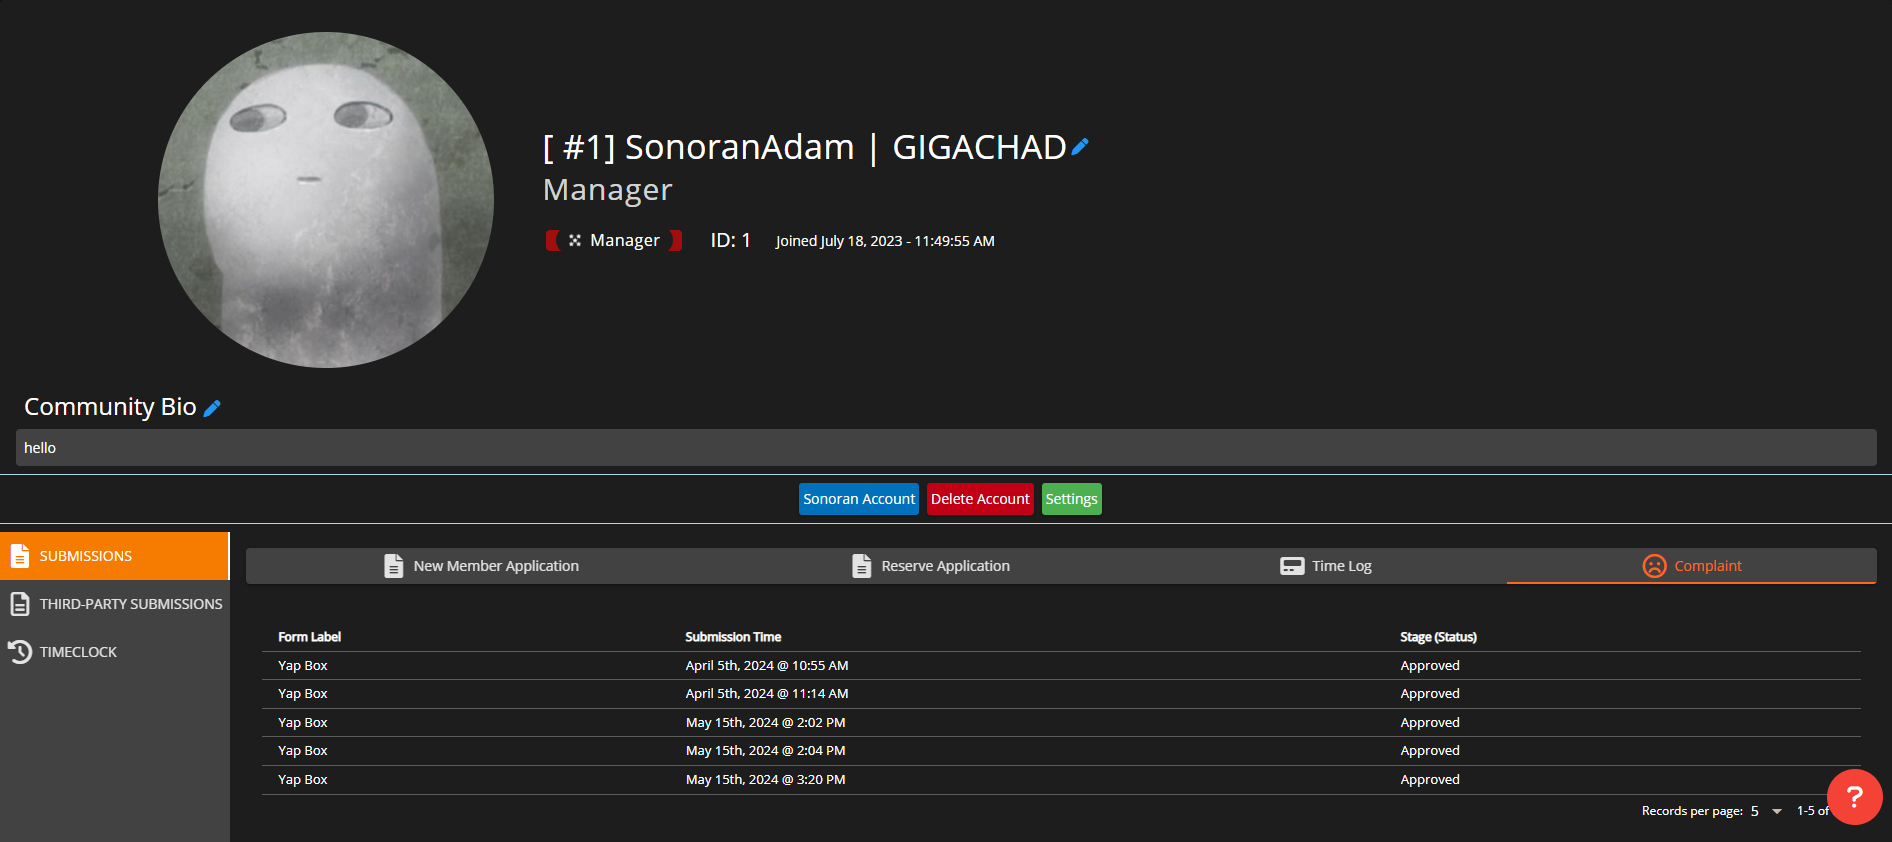 [ #1] SonoranAdam | GIGACHAD
Manager
Manager ID: 1 Joined July 18, 2023 - 11:49:55 AM
Community Bio
hello
Sonoran Account Delete Account Settings
SUBMISSIONS
THIRD-PARTY SUBMISSIONS
TIMECLOCK
New Member Application Reserve Application Time Log Complaint
Form Label Submission Time Stage (Status)
Yap Box April 5th, 2024 @ 10:55 AM Approved
Yap Box April 5th, 2024 @ 11:14 AM Approved
Yap Box May 15th, 2024 @ 2:02 PM Approved
Yap Box May 15th, 2024 @ 2:04 PM Approved
Yap Box May 15th, 2024 @ 3:20 PM Approved
Records per page: 5 1-5 of
?